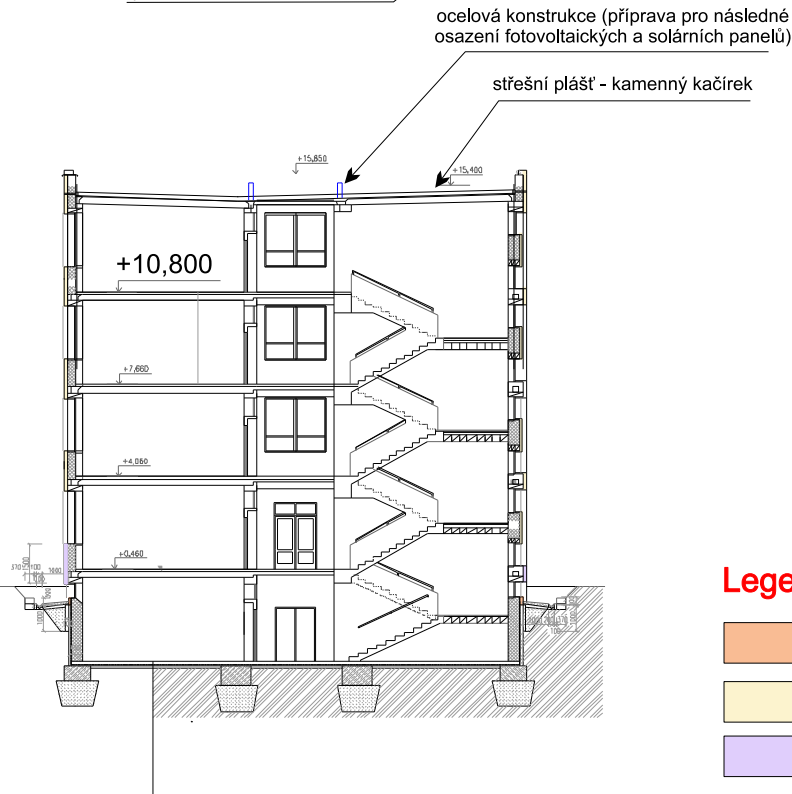 ocelová konstrukce (příprava pro následné
osazení fotovoltaických a solárních panelů)
střešní plášť - kamenný kačírek
+15,850
+15,400
+10,800
+7,660
+4,060
+0,460
Lege